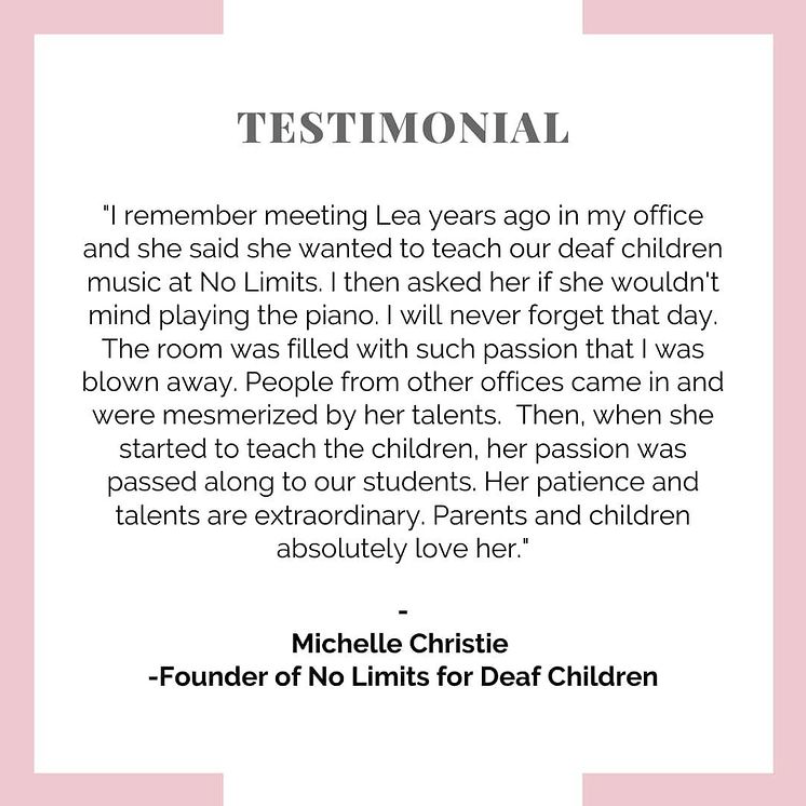 TESTIMONIAL
"I remember meeting Lea years ago in my office
and she said she wanted to teach our deaf children
music at No Limits. I then asked her if she wouldn't
mind playing the piano. I will never forget that day.
The room was filled with such passion that I was
blown away. People from other offices came in and
were mesmerized by her talents.  Then, when she
started to teach the children, her passion was
passed along to our students. Her patience and
talents are extraordinary. Parents and children
absolutely love her."
-
Michelle Christie
-Founder of No Limits for Deaf Children